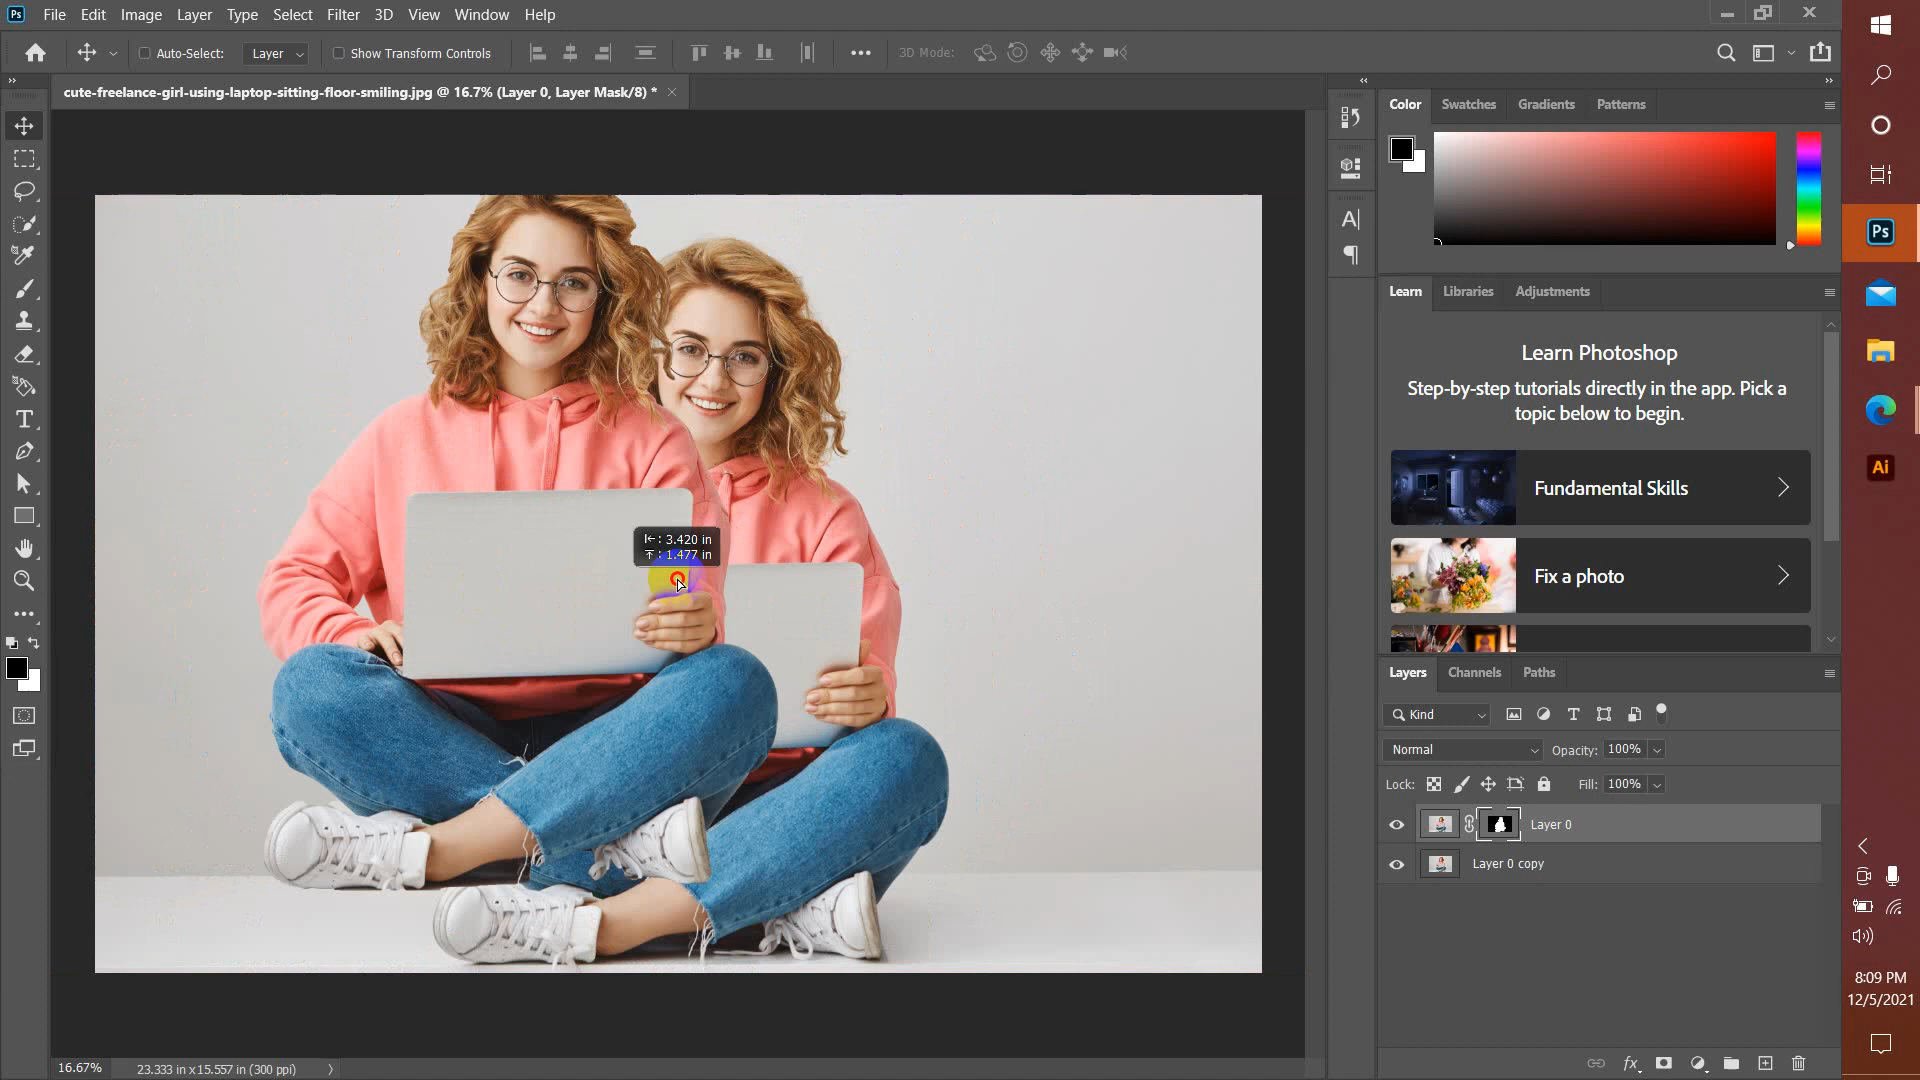 Ps File Edit Image Layer Type Select Filter 3D View Window Help
Auto-Select: Layer Show Transform Controls 3D Mode:
cute-freelance-girl-using-laptop-sitting-floor-smiling.jpg @ 16.7% (Layer 0, Layer Mask/8) *
Color Swatches Gradients Patterns
Ps
Learn Libraries Adjustments
Learn Photoshop
Step-by-step tutorials directly in the app. Pick a
topic below to begin.
Ai
Fundamental Skills
Fix a photo
: 3.420 in
: 1.477 in
Layers Channels Paths
Kind
Normal Opacity: 100%
Lock: Fill: 100%
Layer 0
Layer 0 copy
8:09 PM
12/5/2021
fx
16.67% 23.333 in x 15.557 in (300 ppi)